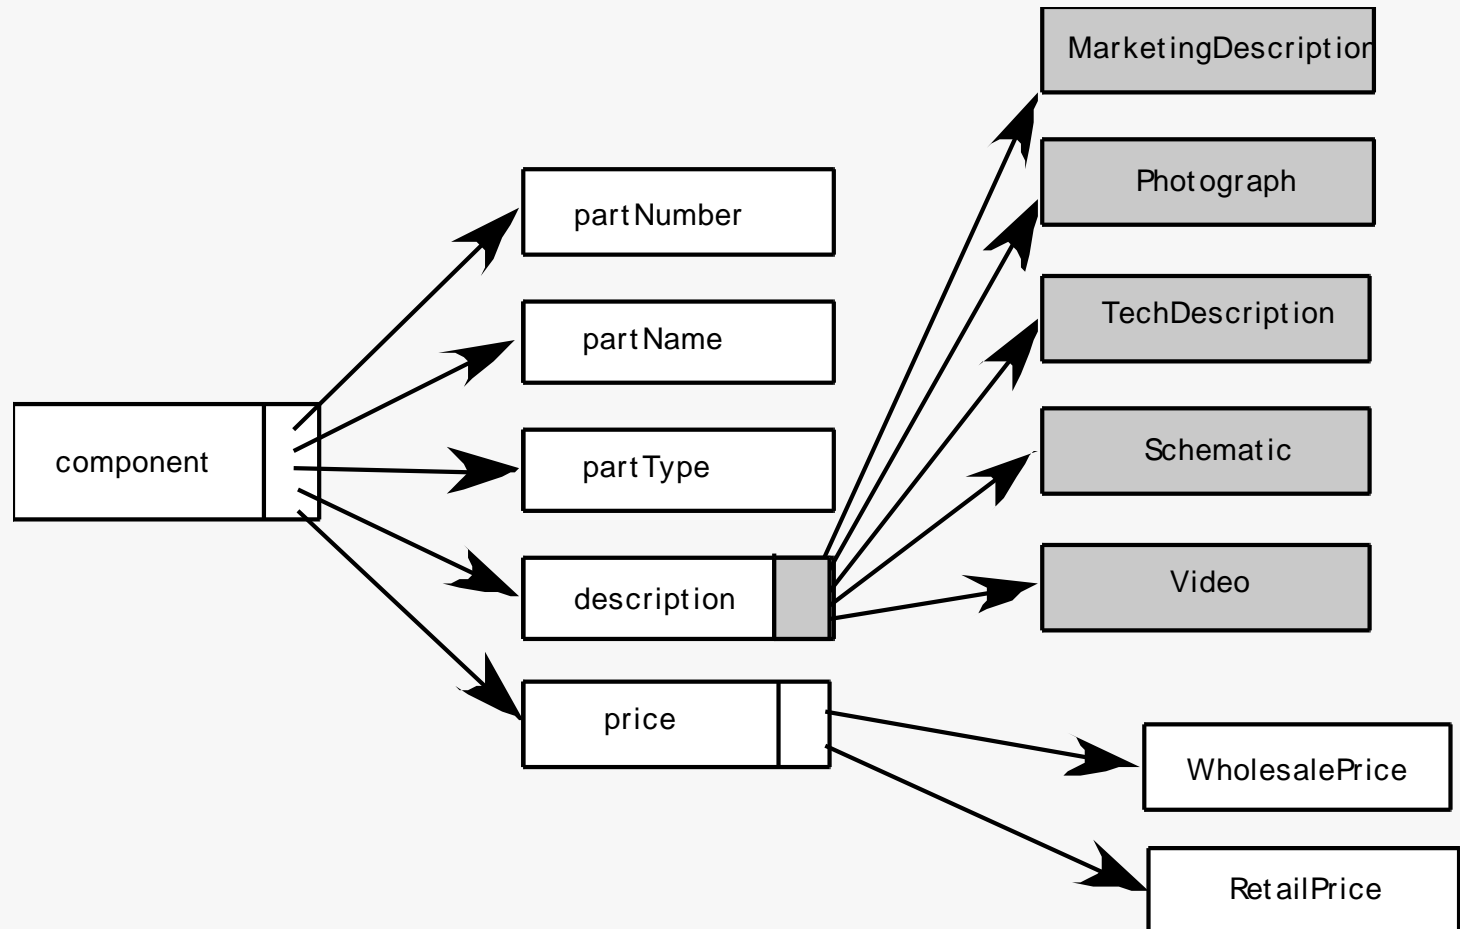 component
partNumber
partName
partType
description
price
MarketingDescription
Photograph
TechDescription
Schematic
Video
WholesalePrice
RetailPrice